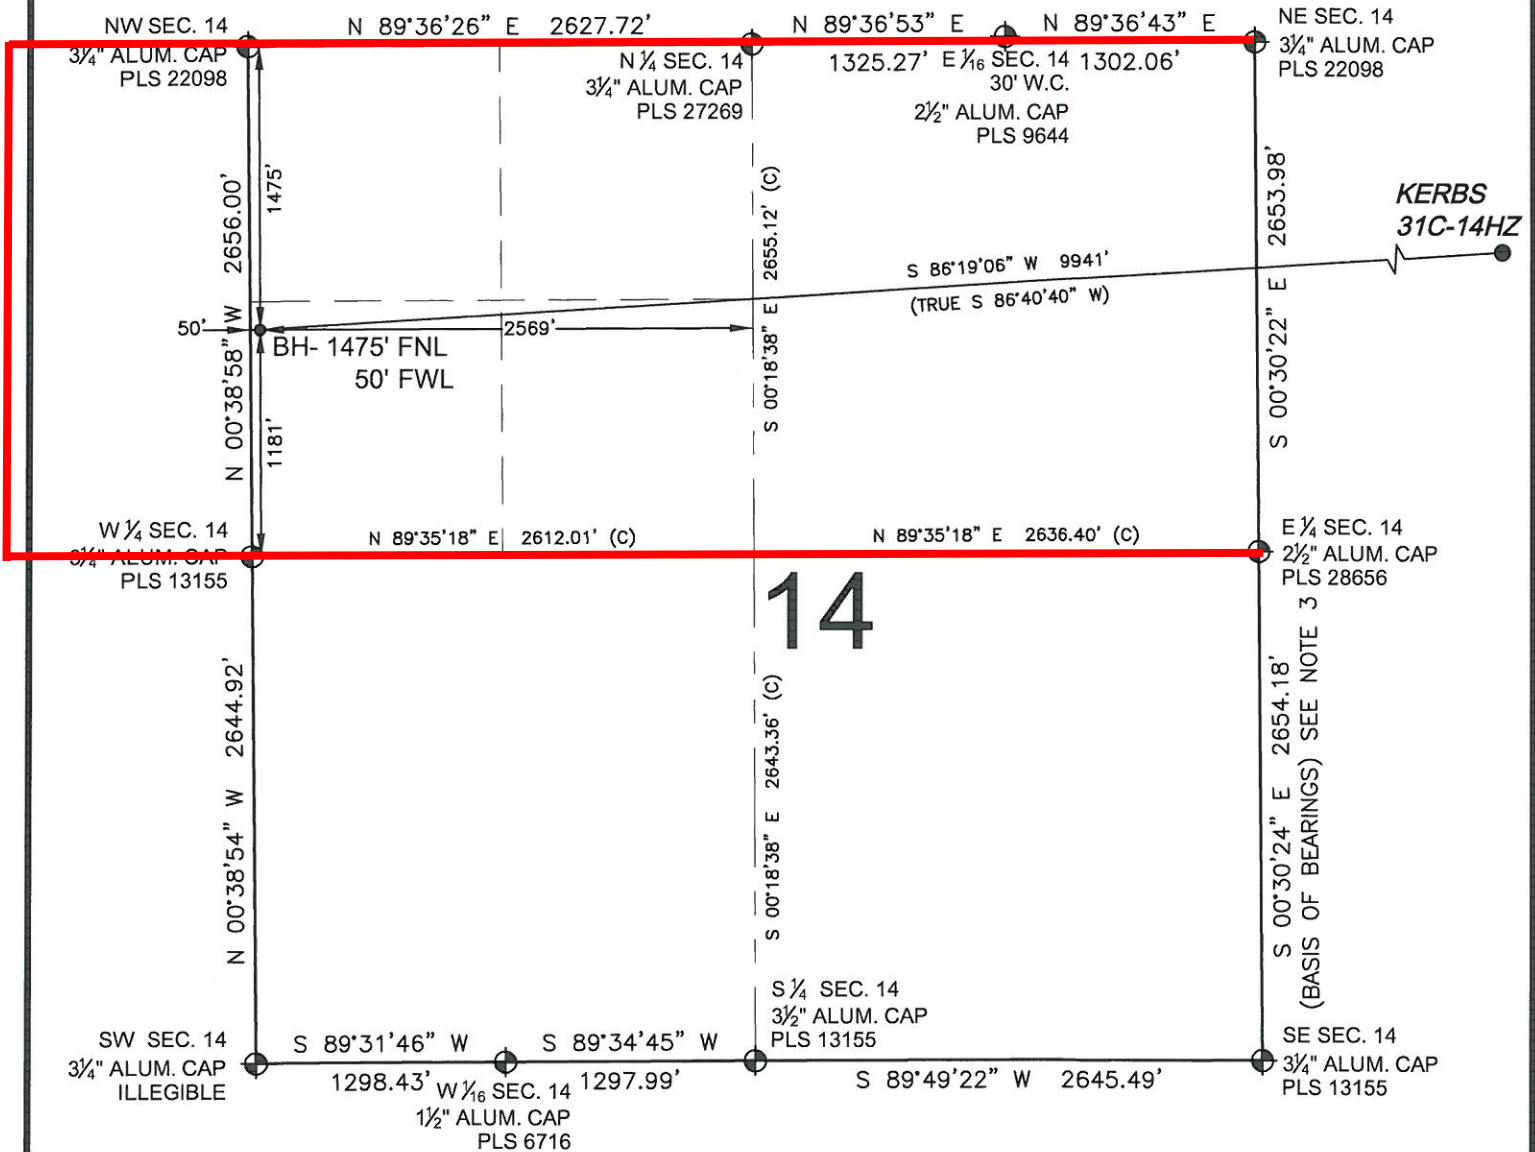 NW SEC. 14
3¼" ALUM. CAP
PLS 22098
N 89°36'26" E 2627.72'
N ¼ SEC. 14
3¼" ALUM. CAP
PLS 27269
N 89°36'53" E
1325.27'
E 1⁄16 SEC. 14
30' W.C.
2½" ALUM. CAP
PLS 9644
N 89°36'43" E
1302.06'
NE SEC. 14
3¼" ALUM. CAP
PLS 22098
N 00°38'58" W 2656.00'
1475'
1181'
50'
2569'
BH- 1475' FNL
50' FWL
S 00°18'38" E 2655.12' (C)
S 86°19'06" W 9941'
(TRUE S 86°40'40" W)
S 00°30'22" E 2653.98'
KERBS
31C-14HZ
W ¼ SEC. 14
3¼" ALUM. CAP
PLS 13155
N 89°35'18" E 2612.01' (C)
N 89°35'18" E 2636.40' (C)
E ¼ SEC. 14
2½" ALUM. CAP
PLS 28656
14
N 00°38'54" W 2644.92'
S 00°18'38" E 2643.36' (C)
S 00°30'24" E 2654.18'
(BASIS OF BEARINGS) SEE NOTE 3
SW SEC. 14
3¼" ALUM. CAP
ILLEGIBLE
S 89°31'46" W
1298.43'
W 1⁄16 SEC. 14
1½" ALUM. CAP
PLS 6716
S 89°34'45" W
1297.99'
S ¼ SEC. 14
3½" ALUM. CAP
PLS 13155
S 89°49'22" W 2645.49'
SE SEC. 14
3¼" ALUM. CAP
PLS 13155